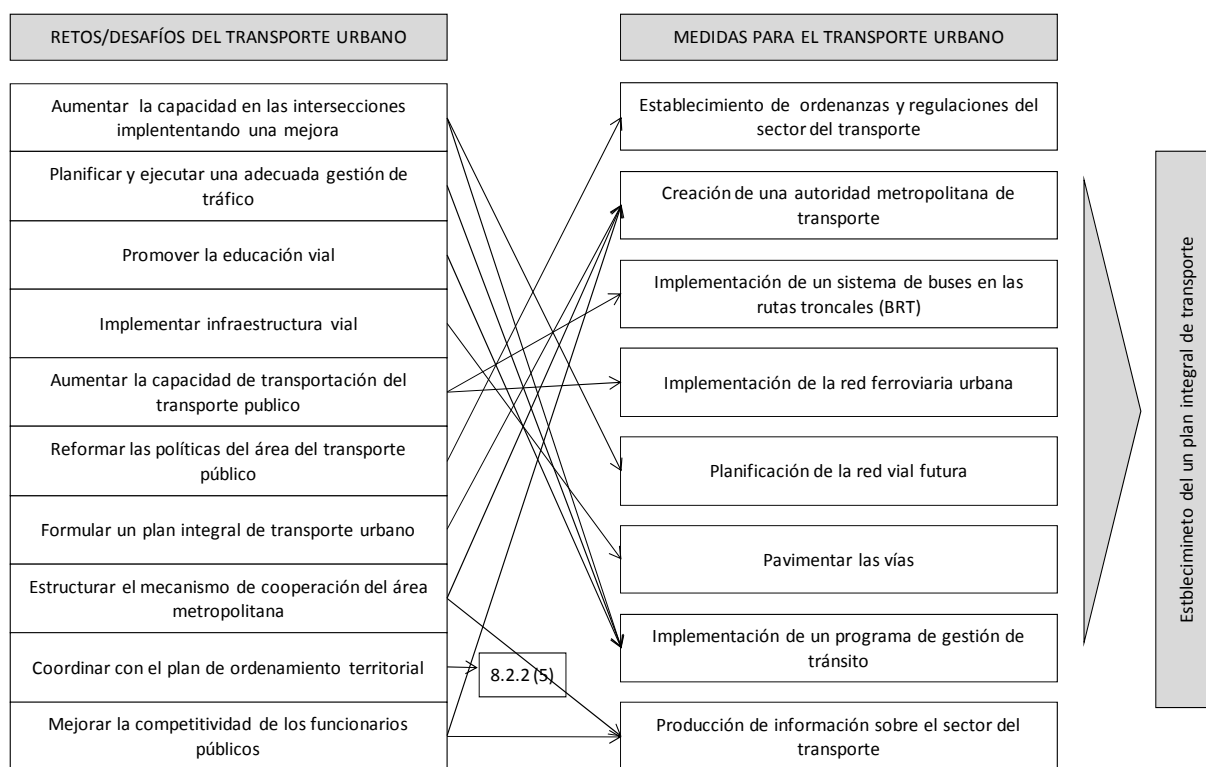 RETOS/DESAFÍOS DEL TRANSPORTE URBANO
Aumentar la capacidad en las intersecciones
implententando una mejora
Planificar y ejecutar una adecuada gestión de
tráfico
Promover la educación vial
Implementar infraestructura vial
Aumentar la capacidad de transportación del
transporte publico
Reformar las políticas del área del transporte
público
Formular un plan integral de transporte urbano
Estructurar el mecanismo de cooperación del área
metropolitana
Coordinar con el plan de ordenamiento territorial
Mejorar la competitividad de los funcionarios
públicos
8.2.2 (5)
MEDIDAS PARA EL TRANSPORTE URBANO
Establecimiento de ordenanzas y regulaciones del
sector del transporte
Creación de una autoridad metropolitana de
transporte
Implementación de un sistema de buses en las
rutas troncales (BRT)
Implementación de la red ferroviaria urbana
Planificación de la red vial futura
Pavimentar las vías
Implementación de un programa de gestión de
tránsito
Producción de información sobre el sector del
transporte
Estblecimineto del un plan integral de transporte